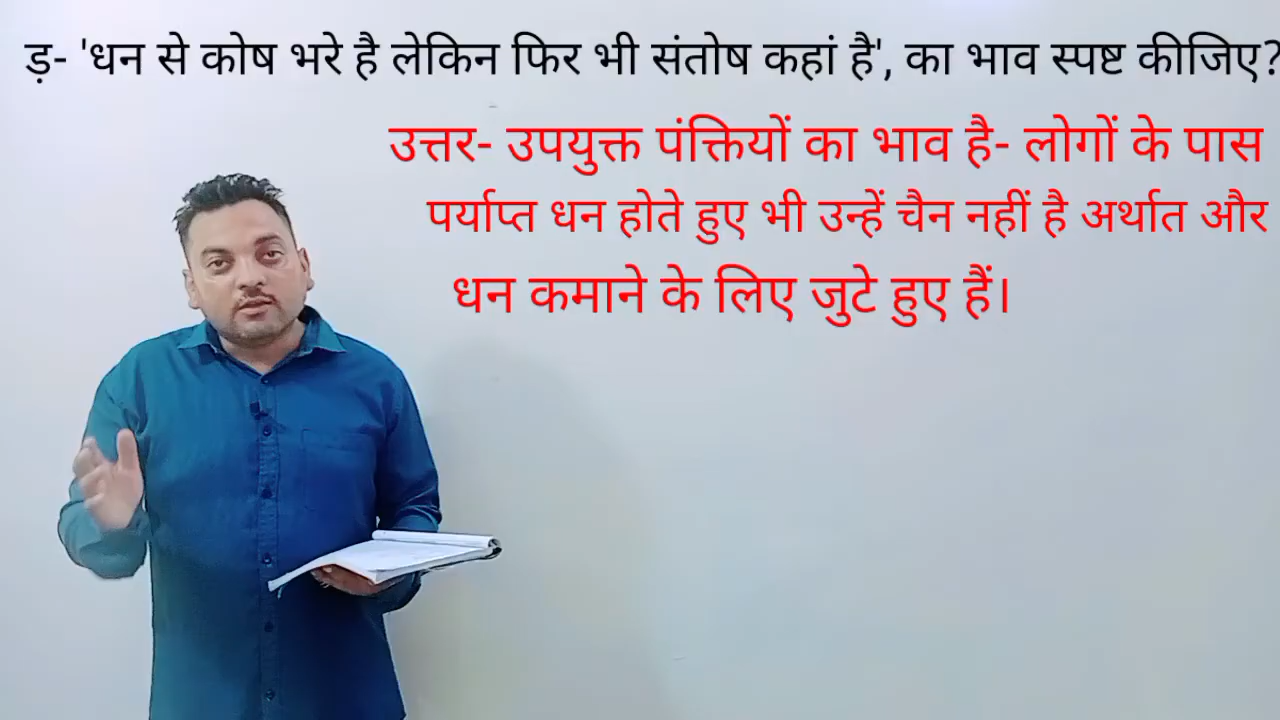 ड़- 'धन से कोष भरे है लेकिन फिर भी संतोष कहां है', का भाव स्पष्ट कीजिए?
उत्तर- उपयुक्त पंक्तियों का भाव है- लोगों के पास
पर्याप्त धन होते हुए भी उन्हें चैन नहीं है अर्थात और
धन कमाने के लिए जुटे हुए हैं।